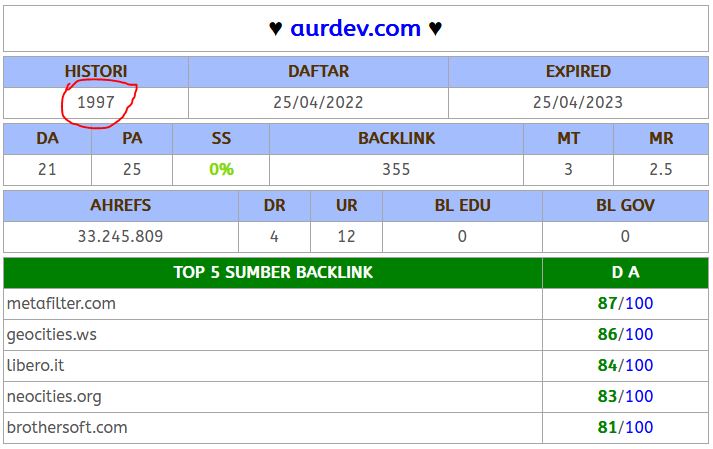 ♥ aurdev.com ♥
HISTORI DAFTAR EXPIRED
1997 25/04/2022 25/04/2023
DA PA SS BACKLINK MT MR
21 25 0% 355 3 2.5
AHREFS DR UR BL EDU BL GOV
33.245.809 4 12 0 0
TOP 5 SUMBER BACKLINK D A
metafilter.com 87/100
geocities.ws 86/100
libero.it 84/100
neocities.org 83/100
brothersoft.com 81/100